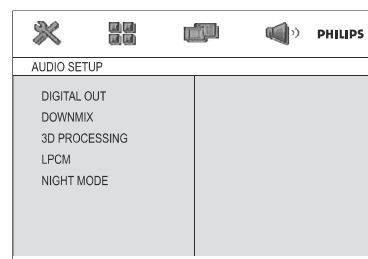 PHILIPS
AUDIO SETUP
DIGITAL OUT
DOWNMIX
3D PROCESSING
LPCM
NIGHT MODE